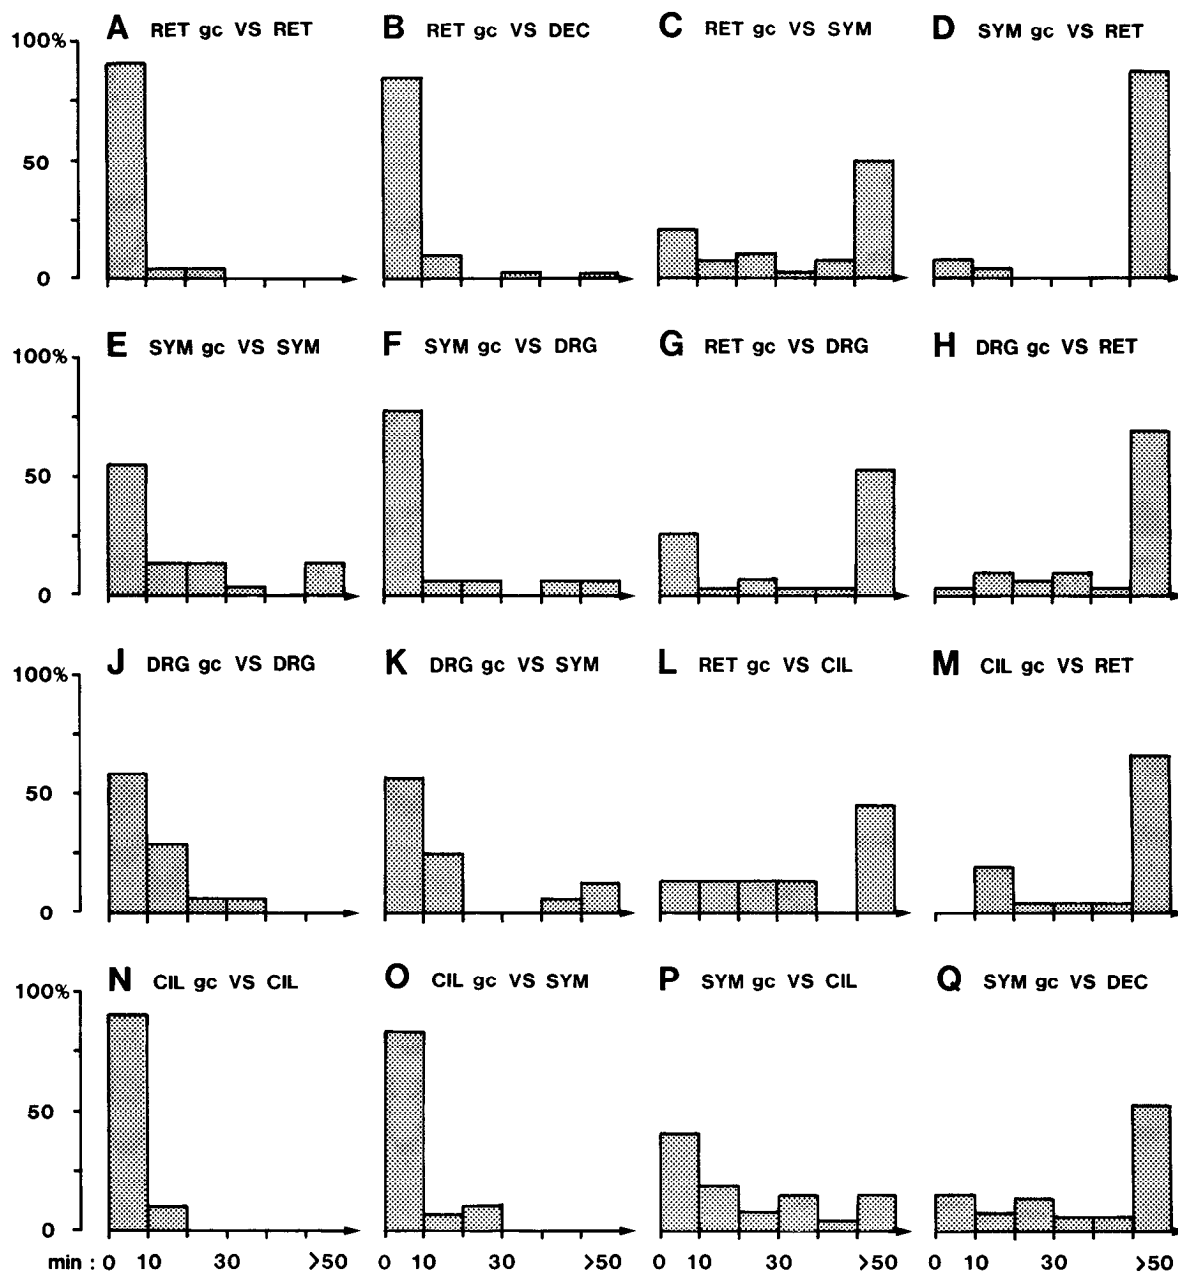 A RET gc VS RET B RET gc VS DEC C RET gc VS SYM D SYM gc VS RET
100%
50
0
E SYM gc VS SYM F SYM gc VS DRG G RET gc VS DRG H DRG gc VS RET
100%
50
0
J DRG gc VS DRG K DRG gc VS SYM L RET gc VS CIL M CIL gc VS RET
100%
50
0
N CIL gc VS CIL O CIL gc VS SYM P SYM gc VS CIL Q SYM gc VS DEC
100%
50
0
min : 0 10 30 >50 0 10 30 >50 0 10 30 >50 0 10 30 >50